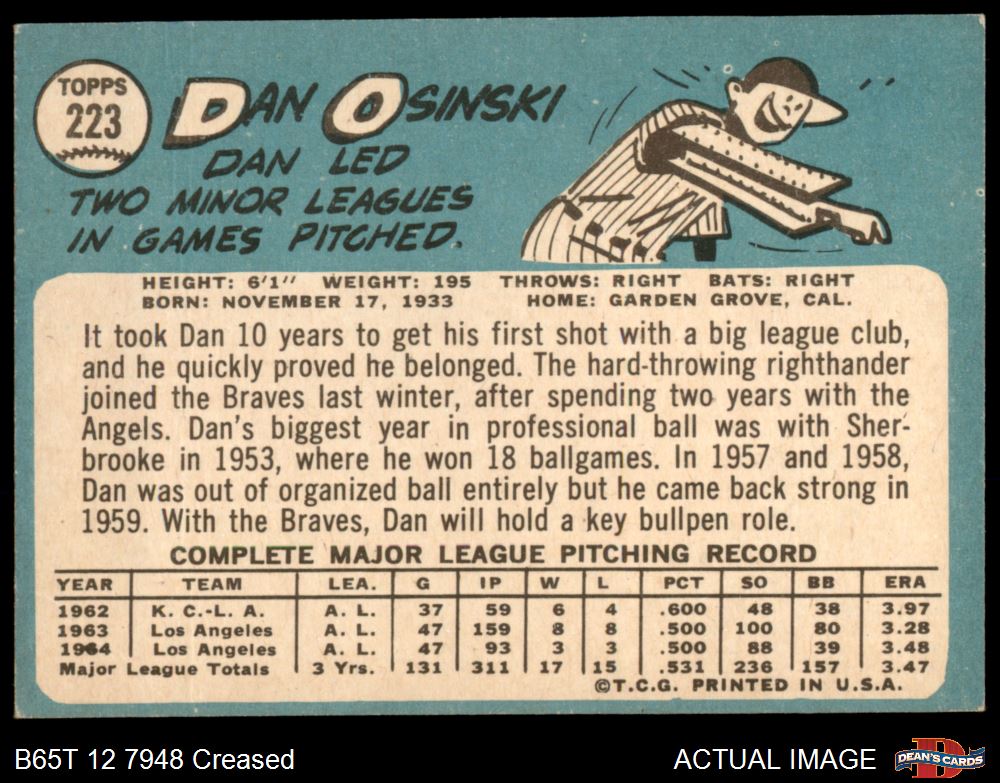 TOPPS
223
DAN OSINSKI
DAN LED
TWO MINOR LEAGUES
IN GAMES PITCHED.
HEIGHT: 6'1" WEIGHT: 195 THROWS: RIGHT BATS: RIGHT
BORN: NOVEMBER 17, 1933 HOME: GARDEN GROVE, CAL.
It took Dan 10 years to get his first shot with a big league club,
and he quickly proved he belonged. The hard-throwing righthander
joined the Braves last winter, after spending two years with the
Angels. Dan's biggest year in professional ball was with Sher-
brooke in 1953, where he won 18 ballgames. In 1957 and 1958,
Dan was out of organized ball entirely but he came back strong in
1959. With the Braves, Dan will hold a key bullpen role.
COMPLETE MAJOR LEAGUE PITCHING RECORD
YEAR TEAM LEA. G IP W L PCT SO BB ERA
1962 K. C.-L. A. A. L. 37 59 6 4 .600 48 38 3.97
1963 Los Angeles A. L. 47 159 8 8 .500 100 80 3.28
1964 Los Angeles A. L. 47 93 3 3 .500 88 39 3.48
Major League Totals 3 Yrs. 131 311 17 15 .531 236 157 3.47
©T.C.G. PRINTED IN U.S.A.
B65T 12 7948 Creased
ACTUAL IMAGE
D
DEAN'S CARDS